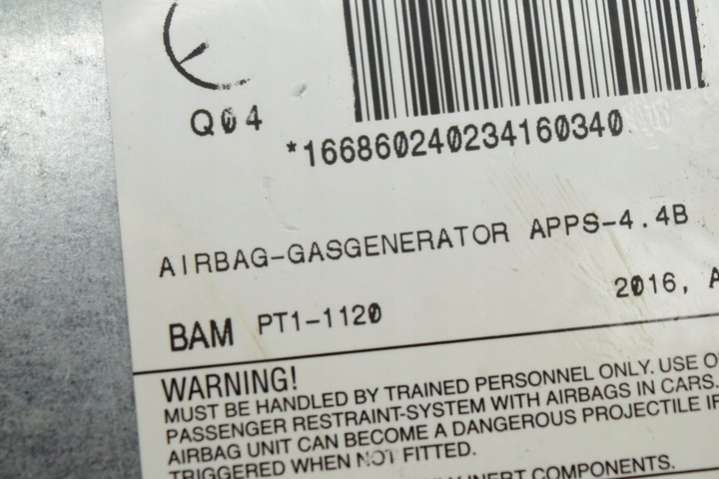 Q04
*166860240234160340
AIRBAG-GASGENERATOR APPS-4.4B
2016, A
BAM PT1-1120
WARNING!
MUST BE HANDLED BY TRAINED PERSONNEL ONLY. USE O
PASSENGER RESTRAINT-SYSTEM WITH AIRBAGS IN CARS.
AIRBAG UNIT CAN BECOME A DANGEROUS PROJECTILE IF
TRIGGERED WHEN NOT FITTED.
INERT COMPONENTS.